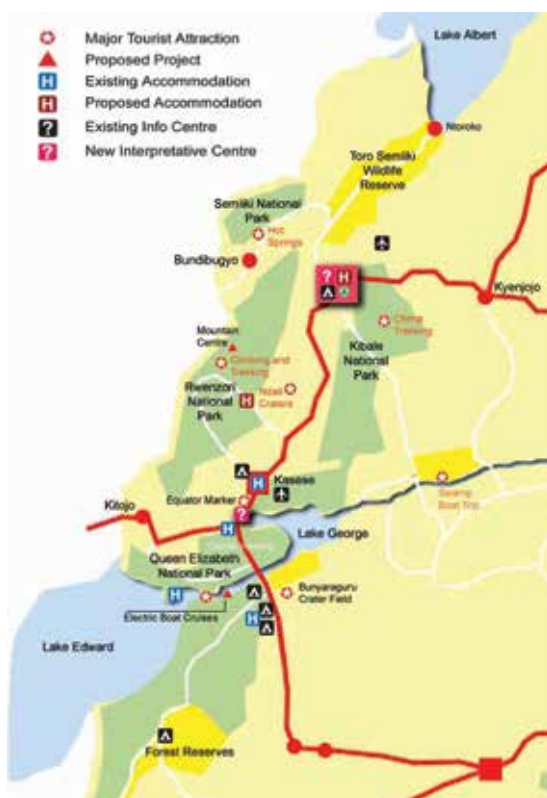 Major Tourist Attraction
Proposed Project
H Existing Accommodation
H Proposed Accommodation
? Existing Info Centre
? New Interpretative Centre
Lake Albert
Ntoroko
Toro Semliki
Wildlife
Reserve
Semliki National
Park
Hot
Springs
Bundibugyo
? H
Kyenjojo
Chimp
Trekking
Kibale
National
Park
Mountain
Centre
Climbing and
Trekking
Rwenzori
National
Park
H
Ndali
Craters
H
Kasese
Equator Marker
?
Kitojo
H
Swamp
Boat Trip
Lake George
Queen Elizabeth
National Park
H
Electric Boat Cruises
Bunyaraguru
Crater Field
H
Lake Edward
Forest Reserves